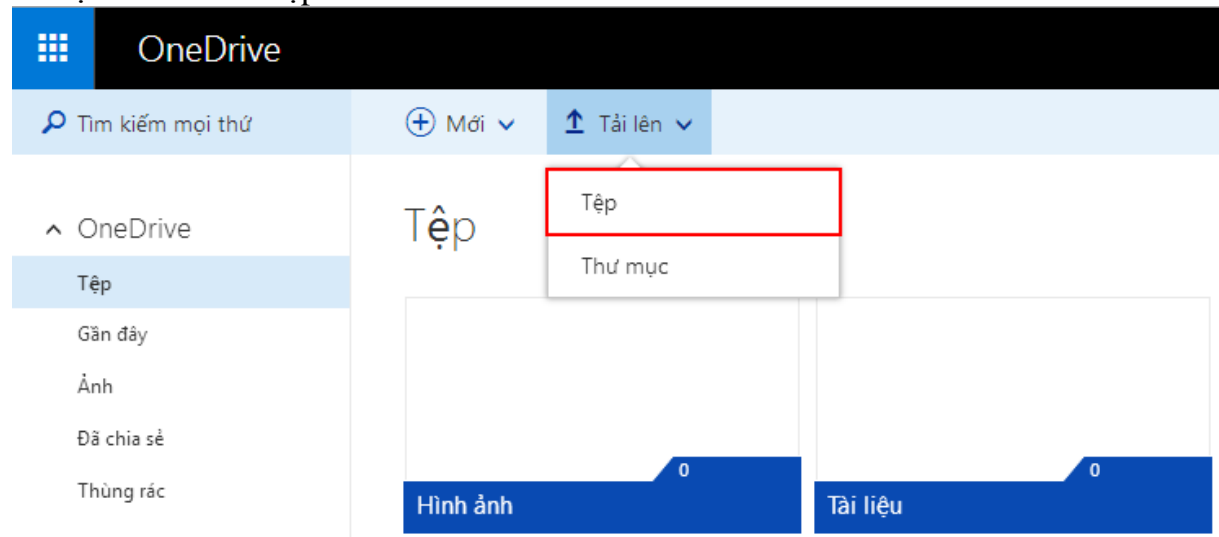 OneDrive
Tìm kiếm mọi thứ
Mới
Tải lên
Tệp
Thư mục
Tệp
OneDrive
Tệp
Gần đây
Ảnh
Đã chia sẻ
Thùng rác
0
Hình ảnh
0
Tài liệu